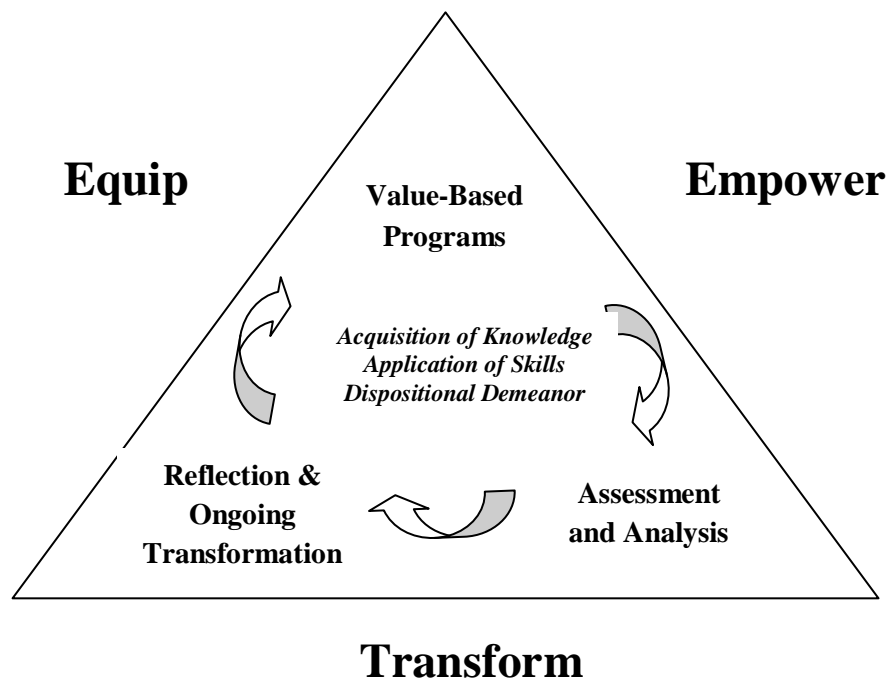 Equip
Empower
Value-Based
Programs
Acquisition of Knowledge
Application of Skills
Dispositional Demeanor
Reflection &
Ongoing
Transformation
Assessment
and Analysis
Transform